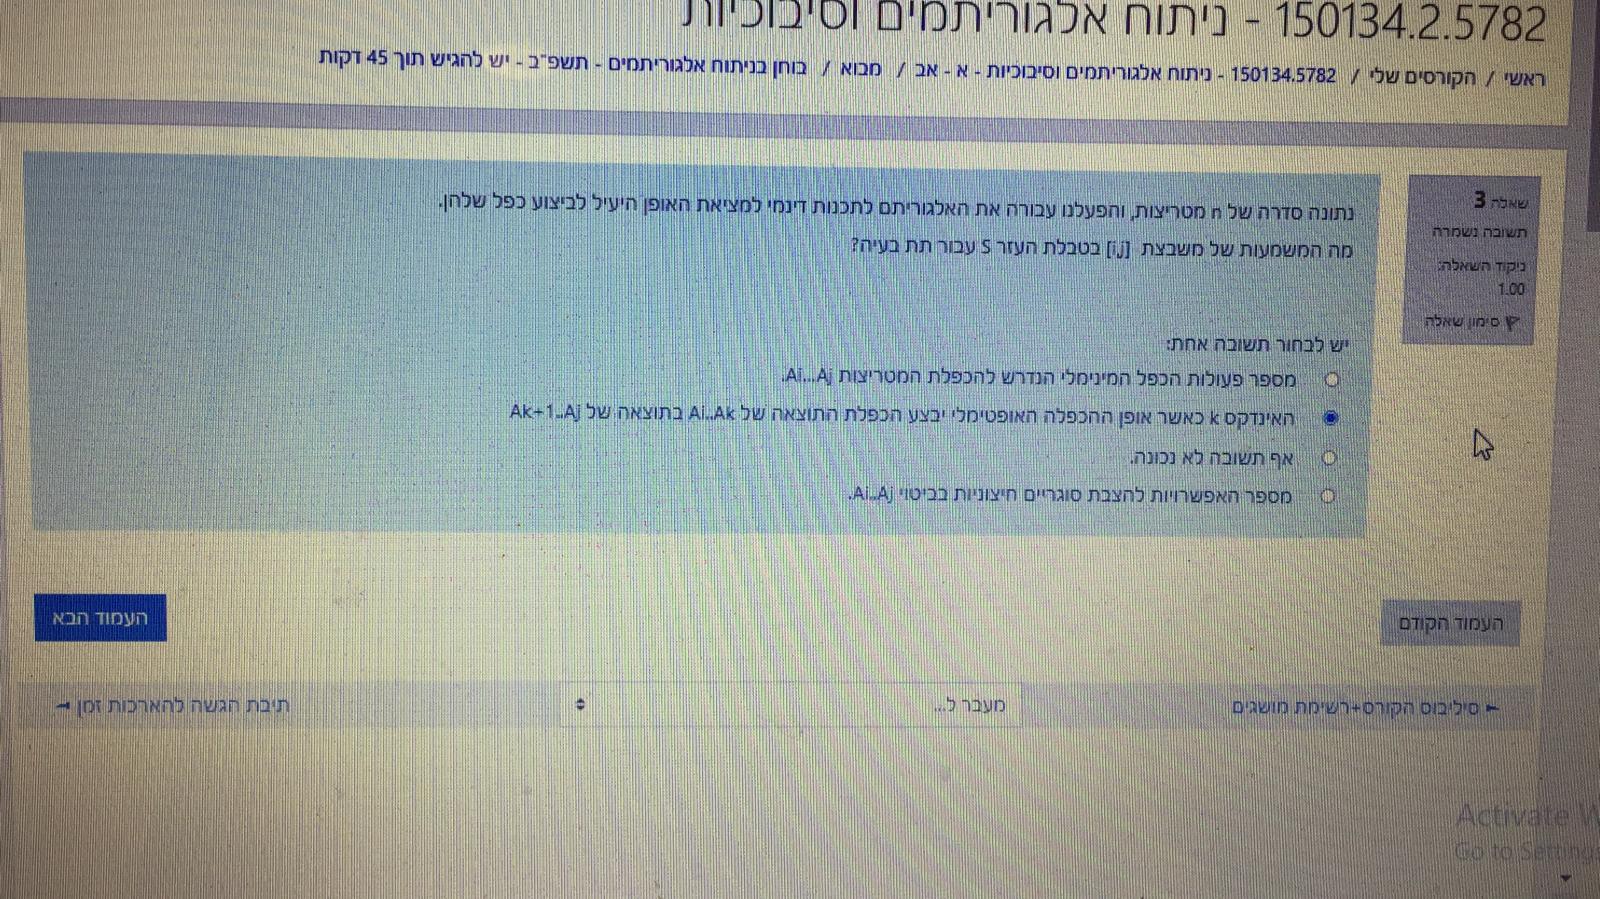 150134.2.5782 - ניתוח אלגוריתמים וסיבוכיות
ראשי / הקורסים שלי / 150134.5782 - ניתוח אלגוריתמים וסיבוכיות - א - אב / מבוא / בוחן בניתוח אלגוריתמים - תשפ"ב - יש להגיש תוך 45 דקות
שאלה 3
תשובה נשמרה
ניקוד השאלה:
1.00
סימון שאלה
נתונה סדרה של n מטריצות, והפעלנו עבורה את האלגוריתם לתכנות דינמי למציאת האופן היעיל לביצוע כפל שלהן.
מה המשמעות של משבצת [i,j] בטבלת העזר S עבור תת בעיה?
יש לבחור תשובה אחת:
מספר פעולות הכפל המינימלי הנדרש להכפלת המטריצות Ai...Aj.
האינדקס k כאשר אופן ההכפלה האופטימלי יבצע הכפלת התוצאה של Ai..Ak בתוצאה של Ak+1..Aj
אף תשובה לא נכונה.
מספר האפשרויות להצבת סוגריים חיצוניות בביטוי Ai..Aj.
העמוד הקודם
העמוד הבא
סיליבוס הקורס+רשימת מושגים
מעבר ל...
תיבת הגשה להארכות זמן
Activate W
Go to Settings